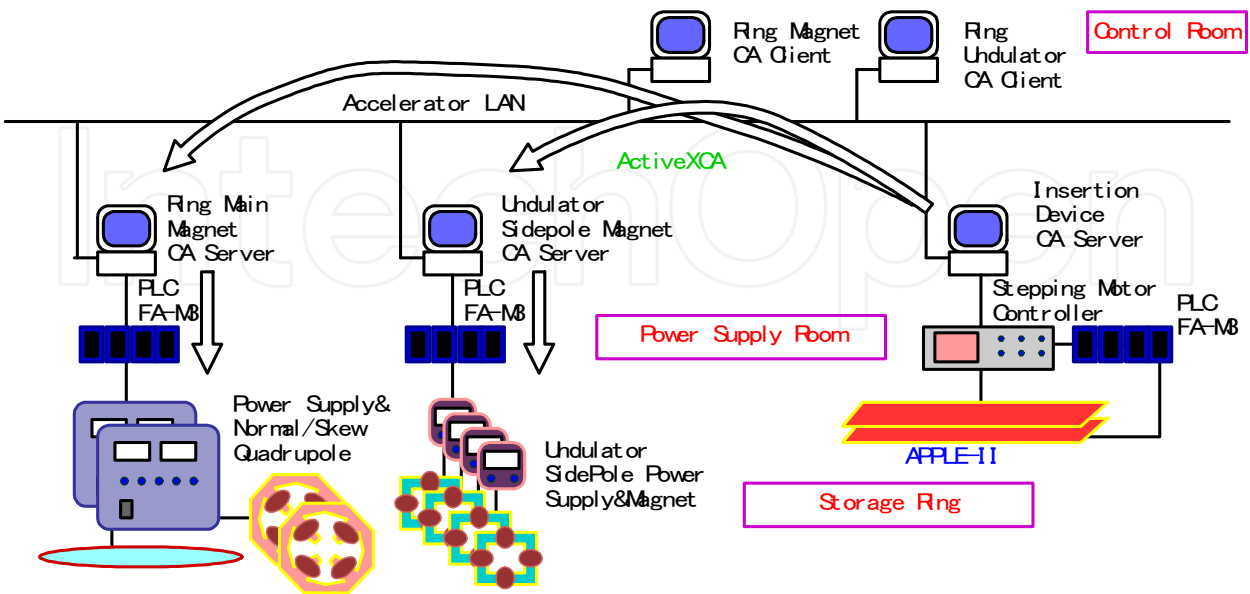 Ring Magnet
CA Client
Ring
Undulator
CA Client
Control Room
Accelerator LAN
ActiveXCA
Ring Main
Magnet
CA Server
Undulator
Sidepole Magnet
CA Server
Insertion
Device
CA Server
PLC
FA-M3
PLC
FA-M3
Stepping Motor
Controller
PLC
FA-M3
Power Supply Room
Power Supply&
Normal/Skew
Quadrupole
Undulator
SidePole Power
Supply&Magnet
APPLE-II
Storage Ring
IntechOpen